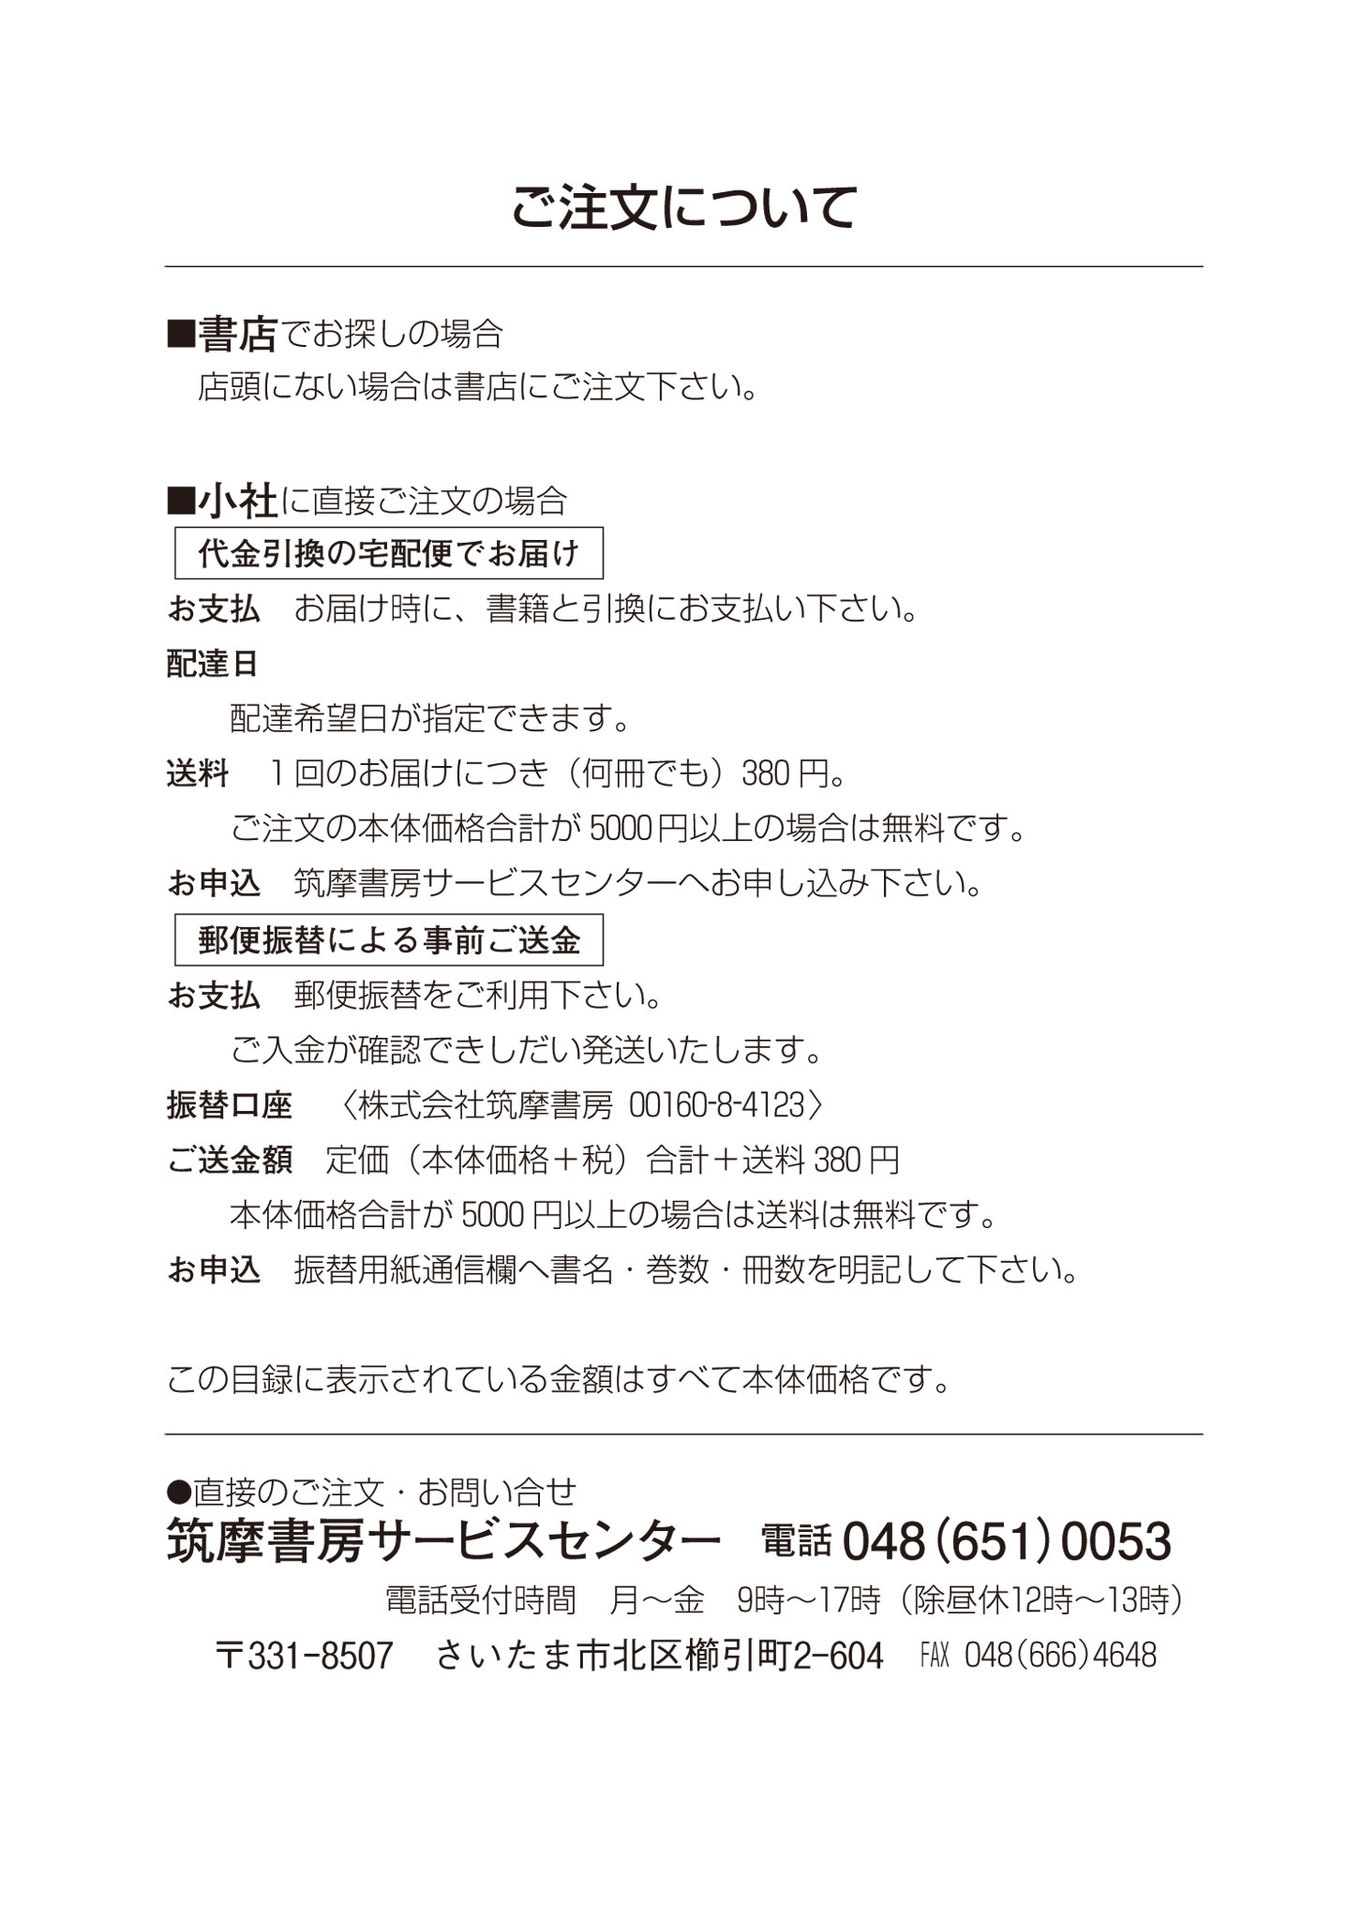 ご注文について
■書店でお探しの場合
店頭にない場合は書店にご注文下さい。
■小社に直接ご注文の場合
代金引換の宅配便でお届け
お支払　お届け時に、書籍と引換にお支払い下さい。
配達日
配達希望日が指定できます。
送料　1回のお届けにつき（何冊でも）380円。
ご注文の本体価格合計が5000円以上の場合は無料です。
お申込　筑摩書房サービスセンターへお申し込み下さい。
郵便振替による事前ご送金
お支払　郵便振替をご利用下さい。
ご入金が確認できしだい発送いたします。
振替口座　〈株式会社筑摩書房 00160-8-4123〉
ご送金額　定価（本体価格＋税）合計＋送料380円
本体価格合計が5000円以上の場合は送料は無料です。
お申込　振替用紙通信欄へ書名・巻数・冊数を明記して下さい。
この目録に表示されている金額はすべて本体価格です。
●直接のご注文・お問い合せ
筑摩書房サービスセンター　電話 048（651）0053
電話受付時間　月〜金　9時〜17時（除昼休12時〜13時）
〒331-8507　さいたま市北区櫛引町2-604　FAX 048（666）4648